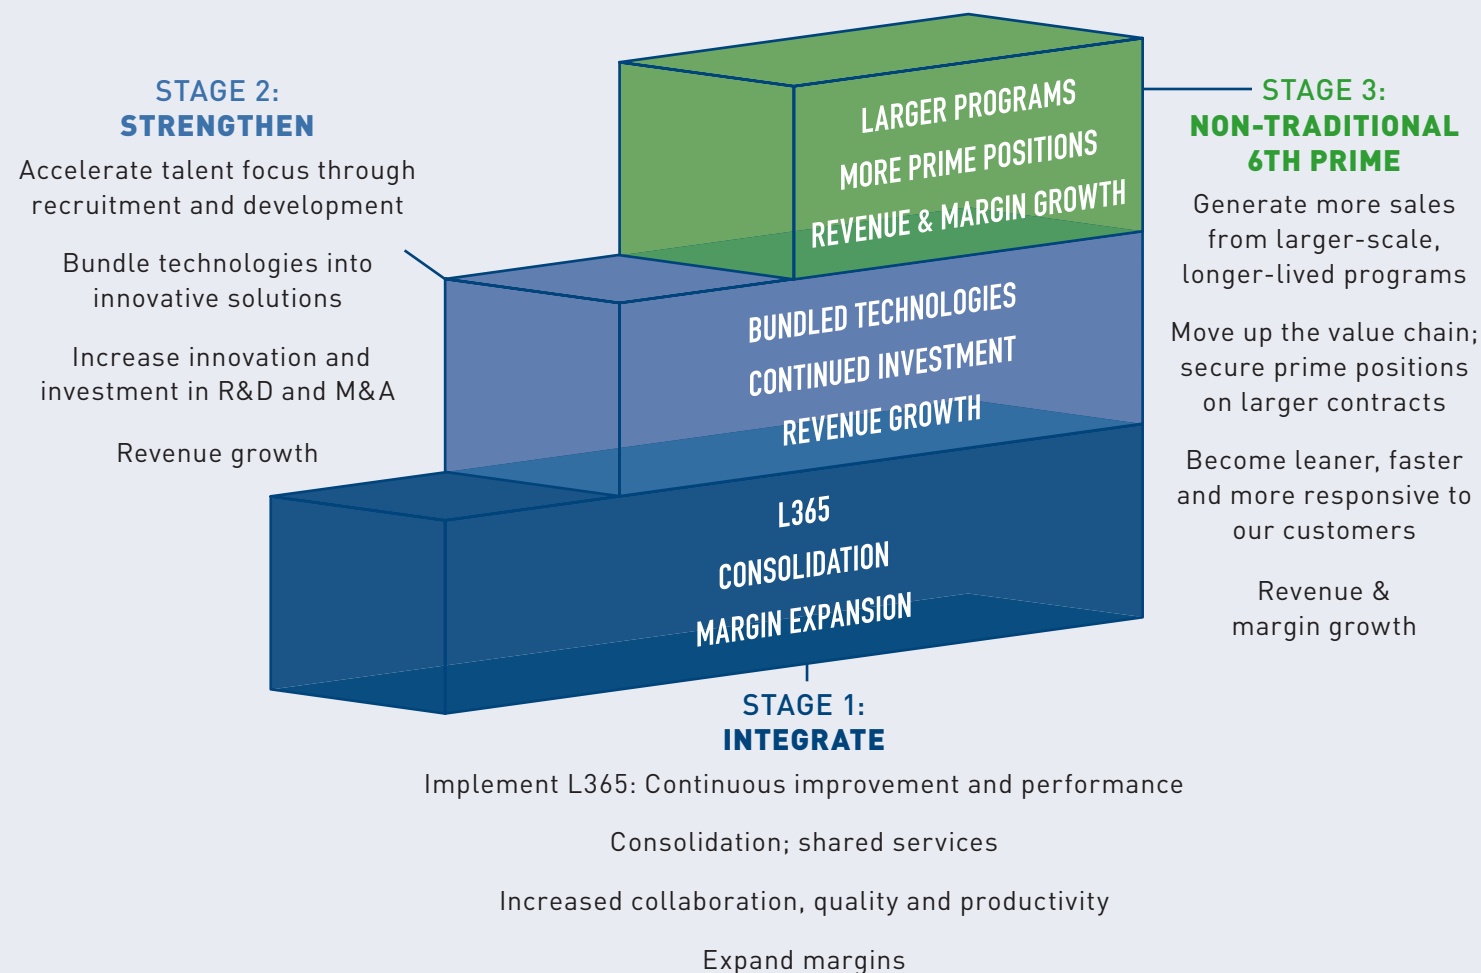 STAGE 2:
STRENGTHEN
Accelerate talent focus through
recruitment and development
Bundle technologies into
innovative solutions
Increase innovation and
investment in R&D and M&A
Revenue growth
LARGER PROGRAMS
MORE PRIME POSITIONS
REVENUE & MARGIN GROWTH
BUNDLED TECHNOLOGIES
CONTINUED INVESTMENT
REVENUE GROWTH
L365
CONSOLIDATION
MARGIN EXPANSION
STAGE 3:
NON-TRADITIONAL
6TH PRIME
Generate more sales
from larger-scale,
longer-lived programs
Move up the value chain;
secure prime positions
on larger contracts
Become leaner, faster
and more responsive to
our customers
Revenue &
margin growth
STAGE 1:
INTEGRATE
Implement L365: Continuous improvement and performance
Consolidation; shared services
Increased collaboration, quality and productivity
Expand margins